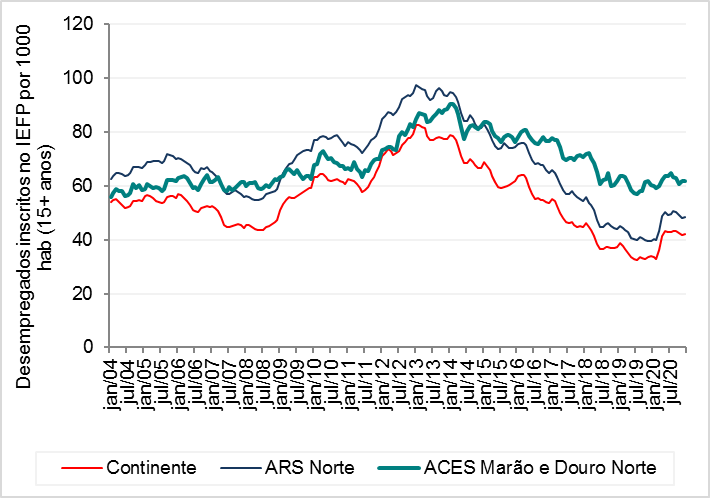 Desempregados inscritos no IEFP por 1000
hab (15+ anos)
120
100
80
60
40
20
0
jan/04
jul/04
jan/05
jul/05
jan/06
jul/06
jan/07
jul/07
jan/08
jul/08
jan/09
jul/09
jan/10
jul/10
jan/11
jul/11
jan/12
jul/12
jan/13
jul/13
jan/14
jul/14
jan/15
jul/15
jan/16
jul/16
jan/17
jul/17
jan/18
jul/18
jan/19
jul/19
jan/20
jul/20
Continente
ARS Norte
ACES Marão e Douro Norte